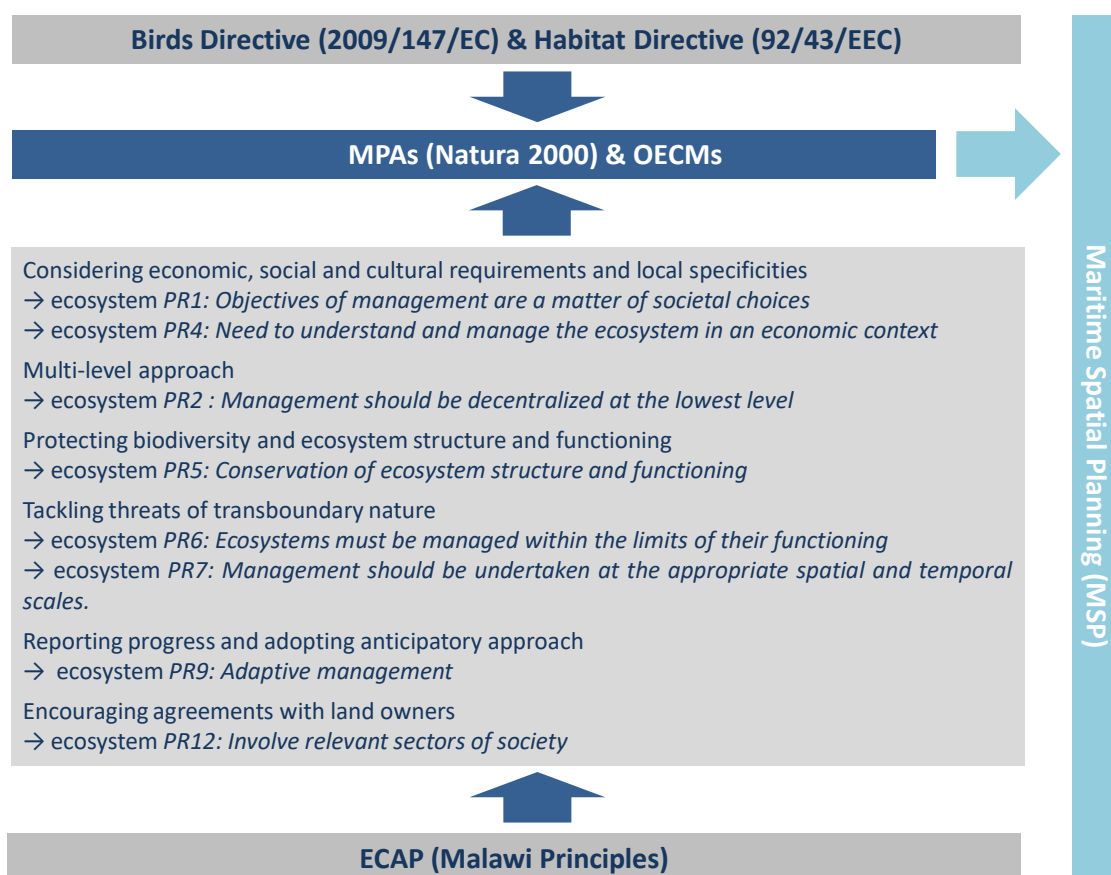 Birds Directive (2009/147/EC) & Habitat Directive (92/43/EEC)
MPAs (Natura 2000) & OECMs
Considering economic, social and cultural requirements and local specificities
→ ecosystem PR1: Objectives of management are a matter of societal choices
→ ecosystem PR4: Need to understand and manage the ecosystem in an economic context
Multi-level approach
→ ecosystem PR2 : Management should be decentralized at the lowest level
Protecting biodiversity and ecosystem structure and functioning
→ ecosystem PR5: Conservation of ecosystem structure and functioning
Tackling threats of transboundary nature
→ ecosystem PR6: Ecosystems must be managed within the limits of their functioning
→ ecosystem PR7: Management should be undertaken at the appropriate spatial and temporal
scales.
Reporting progress and adopting anticipatory approach
→ ecosystem PR9: Adaptive management
Encouraging agreements with land owners
→ ecosystem PR12: Involve relevant sectors of society
ECAP (Malawi Principles)
Maritime Spatial Planning (MSP)